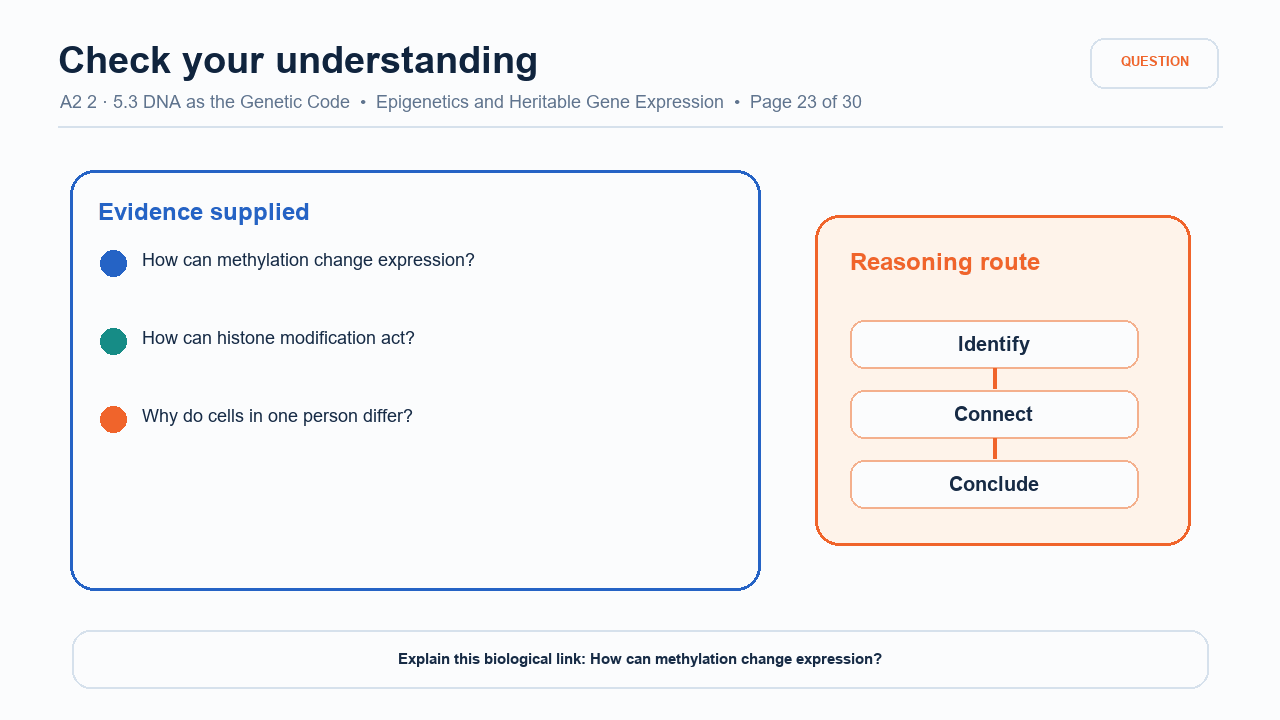 Check your understanding
QUESTION
A2 2 · 5.3 DNA as the Genetic Code • Epigenetics and Heritable Gene Expression • Page 23 of 30
Evidence supplied
How can methylation change expression?
How can histone modification act?
Why do cells in one person differ?
Reasoning route
Identify
Connect
Conclude
Explain this biological link: How can methylation change expression?